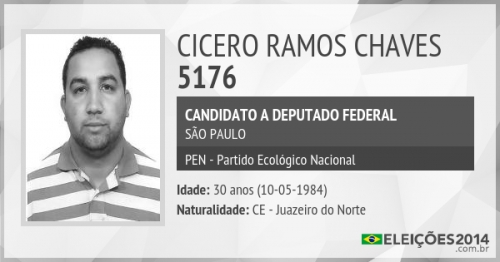 CICERO RAMOS CHAVES
5176
CANDIDATO A DEPUTADO FEDERAL
SÃO PAULO
PEN - Partido Ecológico Nacional
Idade: 30 anos (10-05-1984)
Naturalidade: CE - Juazeiro do Norte
ELEIÇÕES2014
.com.br